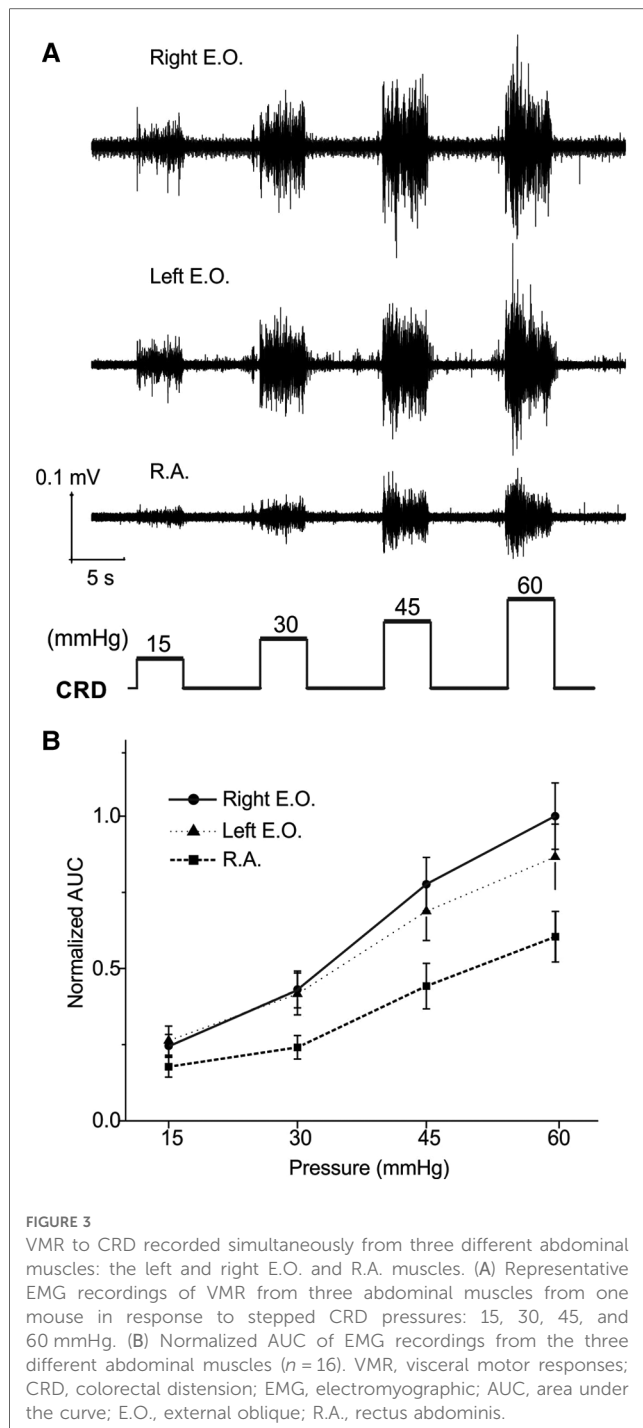 A
Right E.O.
Left E.O.
R.A.
0.1 mV
5 s
(mmHg)
15
30
45
60
CRD
B
Right E.O.
Left E.O.
R.A.
Normalized AUC
1.0
0.5
0.0
15 30 45 60
Pressure (mmHg)
FIGURE 3
VMR to CRD recorded simultaneously from three different abdominal
muscles: the left and right E.O. and R.A. muscles. (A) Representative
EMG recordings of VMR from three abdominal muscles from one
mouse in response to stepped CRD pressures: 15, 30, 45, and
60 mmHg. (B) Normalized AUC of EMG recordings from the three
different abdominal muscles (n = 16). VMR, visceral motor responses;
CRD, colorectal distension; EMG, electromyographic; AUC, area under
the curve; E.O., external oblique; R.A., rectus abdominis.